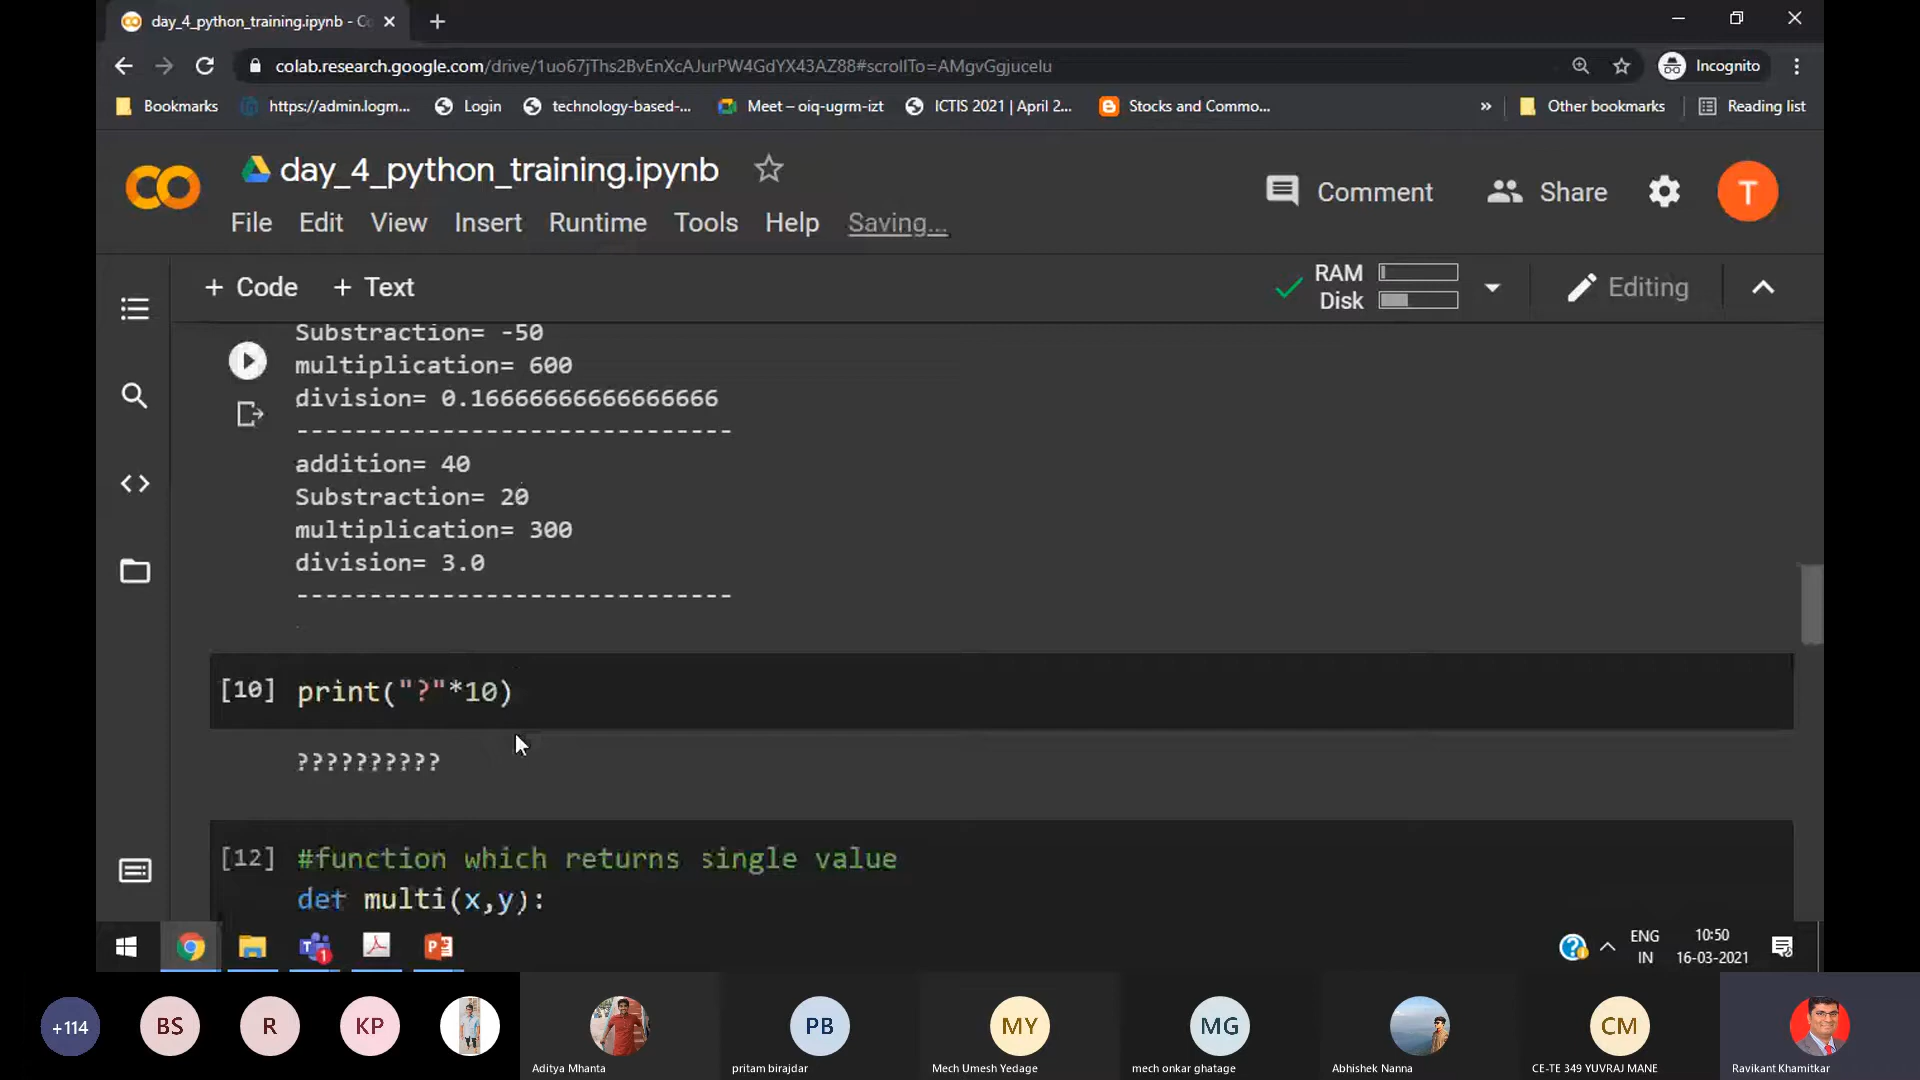 day_4_python_training.ipynb - Co
colab.research.google.com/drive/1uo67jThs2BvEnXcAJurPW4GdYX43AZ88#scrollTo=AMgvGgjucelu
Incognito
Bookmarks
https://admin.logm...
Login
technology-based-...
Meet – oiq-ugrm-izt
ICTIS 2021 | April 2...
Stocks and Commo...
»
Other bookmarks
Reading list
day_4_python_training.ipynb
Comment
Share
T
File Edit View Insert Runtime Tools Help Saving...
+ Code + Text
RAM
Disk
Editing
Substraction= -50
multiplication= 600
division= 0.16666666666666666
------------------------------
addition= 40
Substraction= 20
multiplication= 300
division= 3.0
------------------------------
[10] print("?"*10)
??????????
[12] #function which returns single value
def multi(x,y):
ENG
IN
10:50
16-03-2021
+114
BS
R
KP
PB
MY
MG
CM
Aditya Mhanta
pritam birajdar
Mech Umesh Yedage
mech onkar ghatage
Abhishek Nanna
CE-TE 349 YUVRAJ MANE
Ravikant Khamitkar